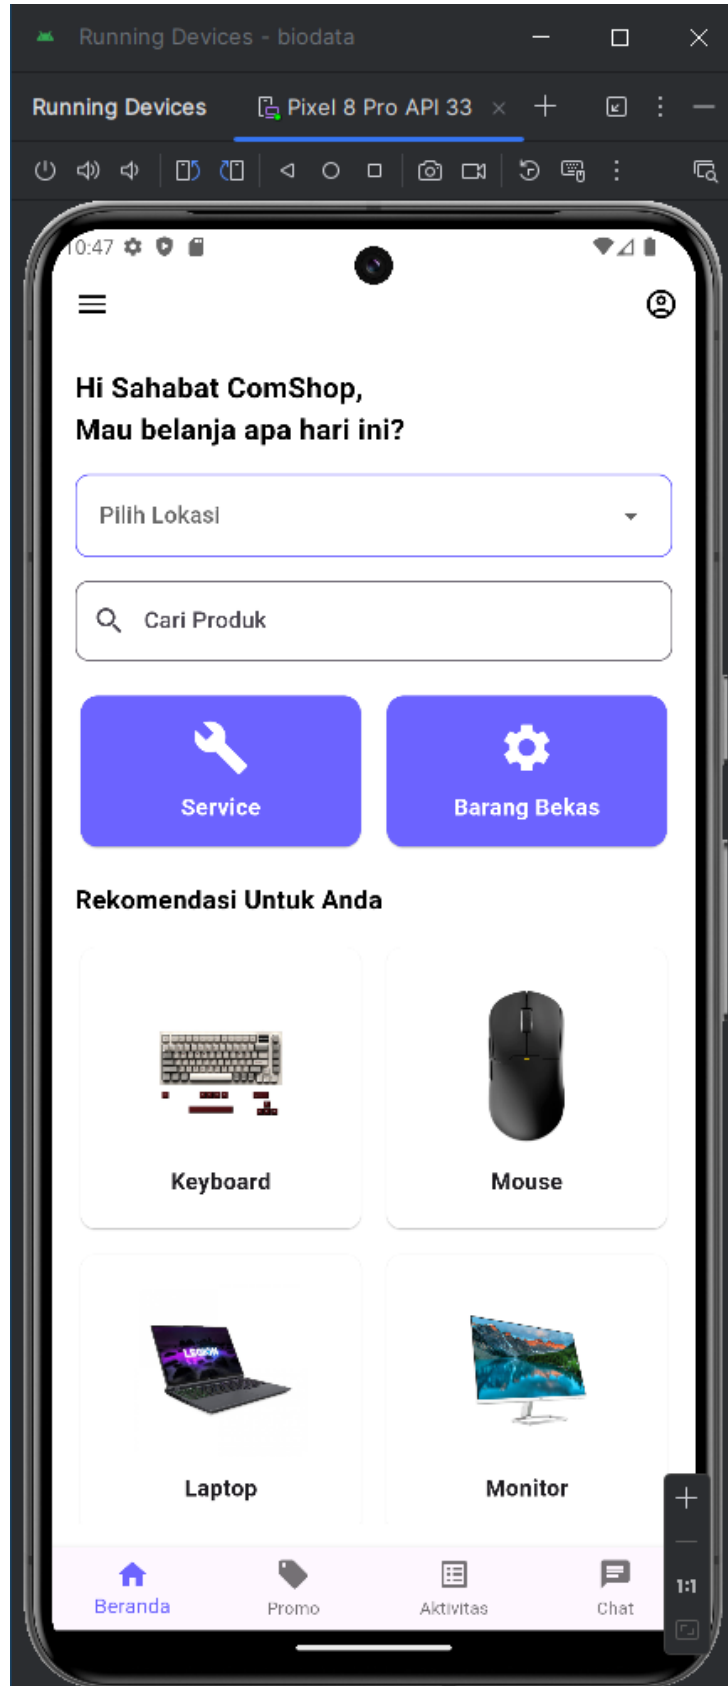 Running Devices - biodata
Running Devices
Pixel 8 Pro API 33
10:47
Hi Sahabat ComShop,
Mau belanja apa hari ini?
Pilih Lokasi
Cari Produk
Service
Barang Bekas
Rekomendasi Untuk Anda
Keyboard
Mouse
LEGION
Laptop
Monitor
1:1
Beranda
Promo
Aktivitas
Chat